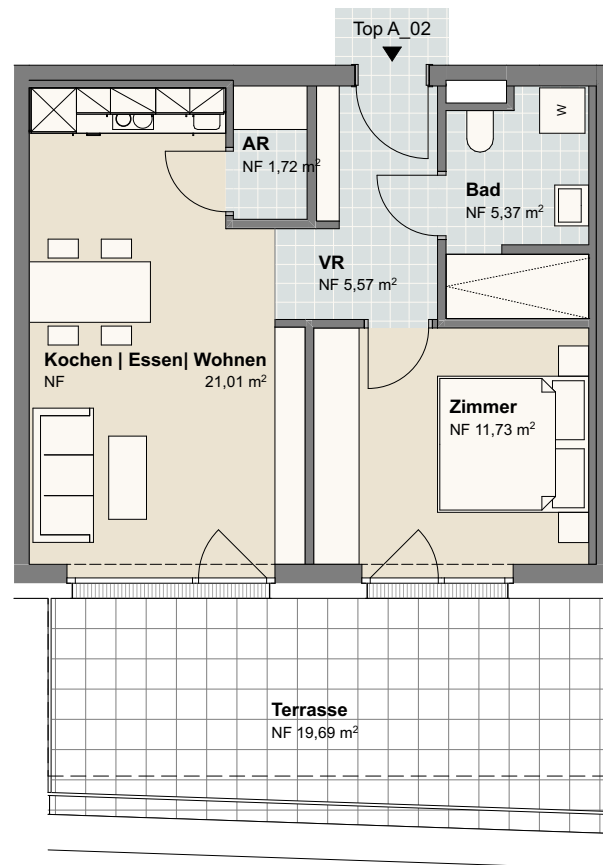 Top A_02
AR
NF 1,72 m²
W
Bad
NF 5,37 m²
VR
NF 5,57 m²
Kochen | Essen| Wohnen
NF 21,01 m²
Zimmer
NF 11,73 m²
Terrasse
NF 19,69 m²